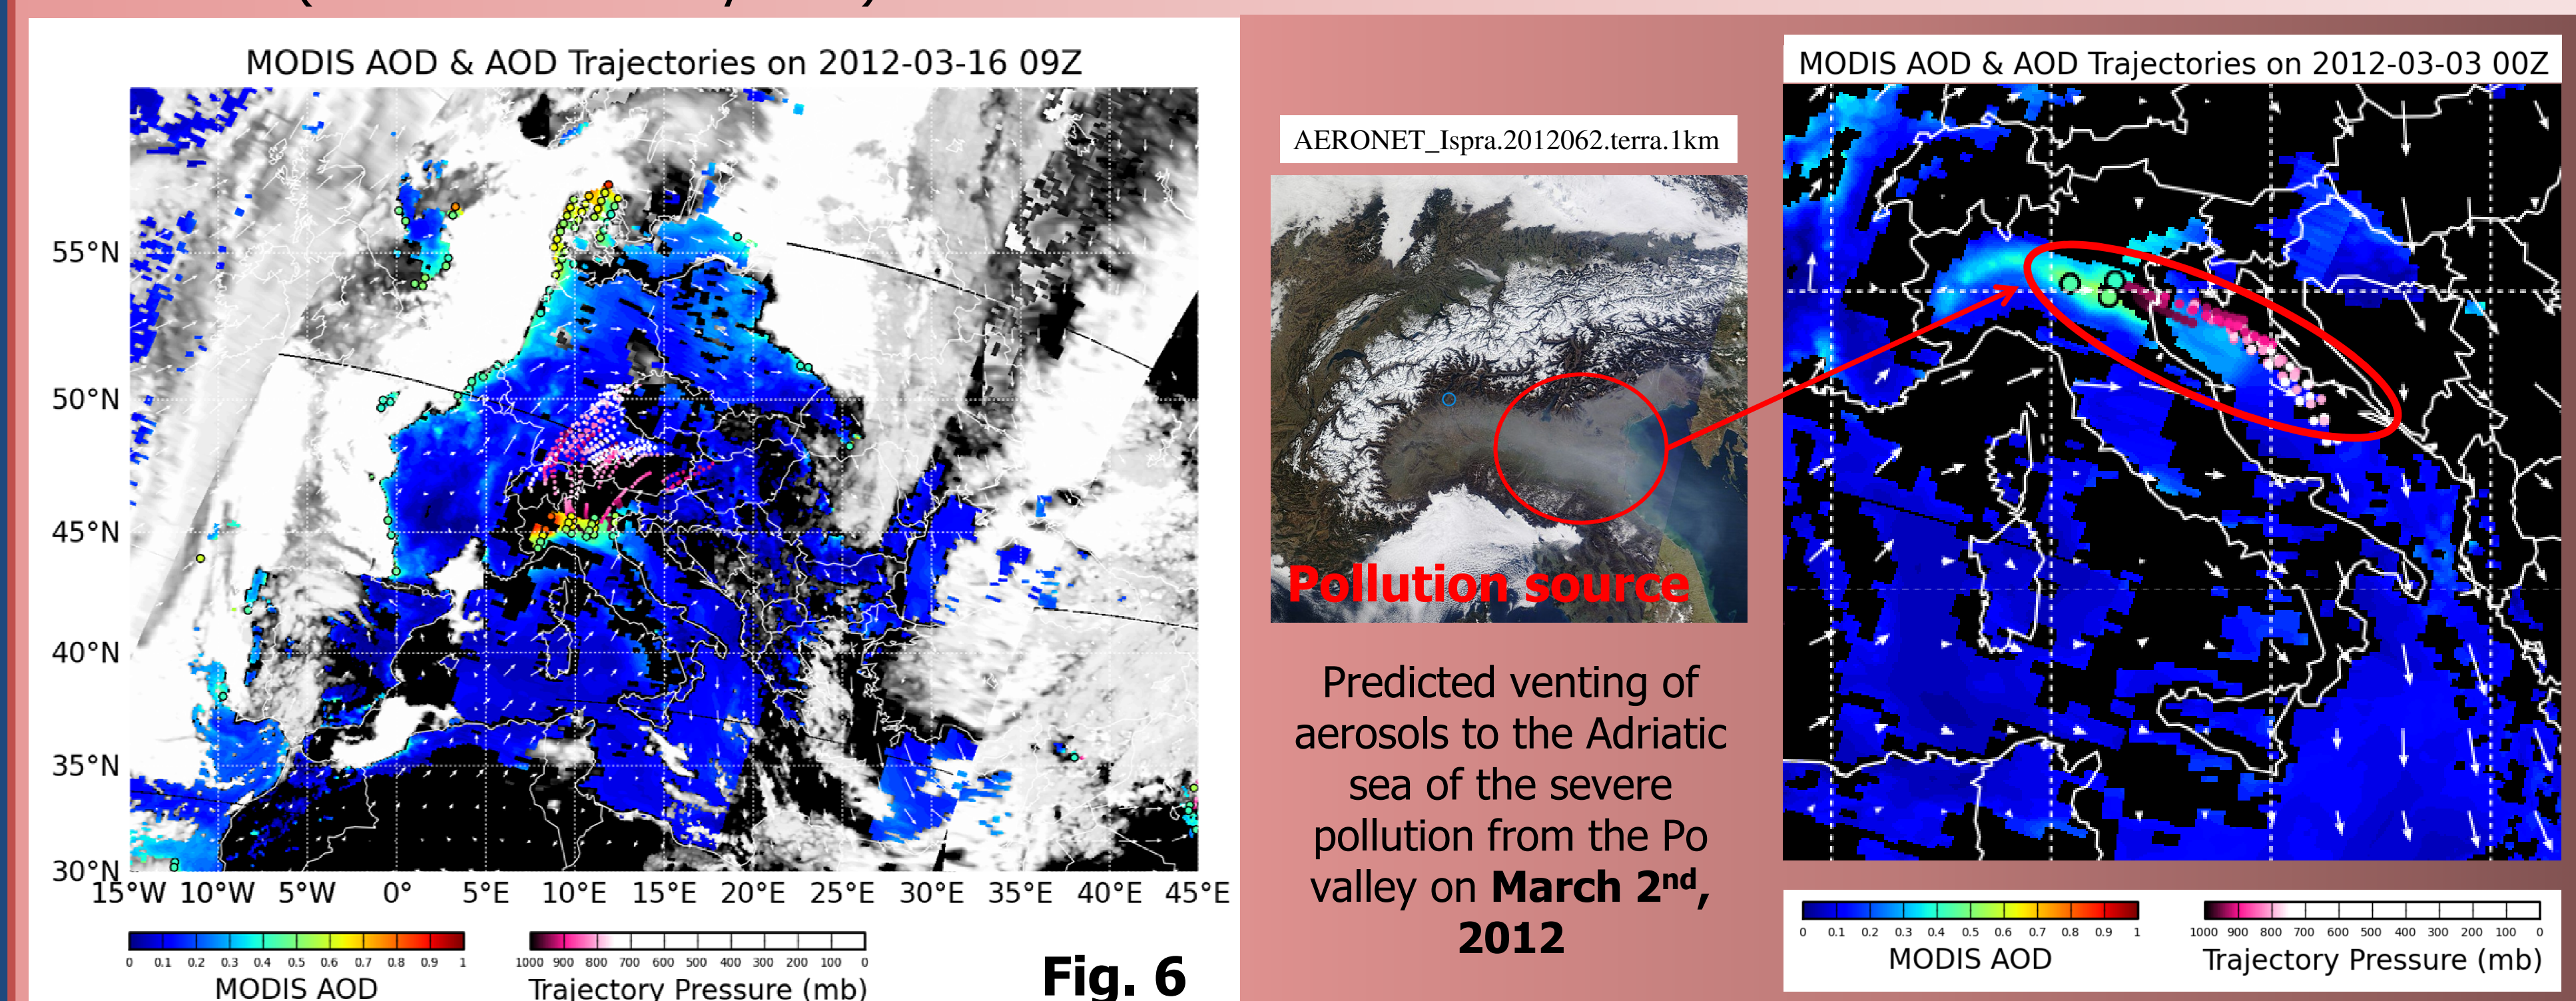 MODIS AOD & AOD Trajectories on 2012-03-16 09Z
55°N
50°N
45°N
40°N
35°N
30°N
15°W 10°W 5°W 0° 5°E 10°E 15°E 20°E 25°E 30°E 35°E 40°E 45°E
0 0.1 0.2 0.3 0.4 0.5 0.6 0.7 0.8 0.9 1
MODIS AOD
1000 900 800 700 600 500 400 300 200 100 0
Trajectory Pressure (mb)
Fig. 6
AERONET_Ispra.2012062.terra.1km
Pollution source
Predicted venting of
aerosols to the Adriatic
sea of the severe
pollution from the Po
valley on March 2nd,
2012
MODIS AOD & AOD Trajectories on 2012-03-03 00Z
0 0.1 0.2 0.3 0.4 0.5 0.6 0.7 0.8 0.9 1
MODIS AOD
1000 900 800 700 600 500 400 300 200 100 0
Trajectory Pressure (mb)